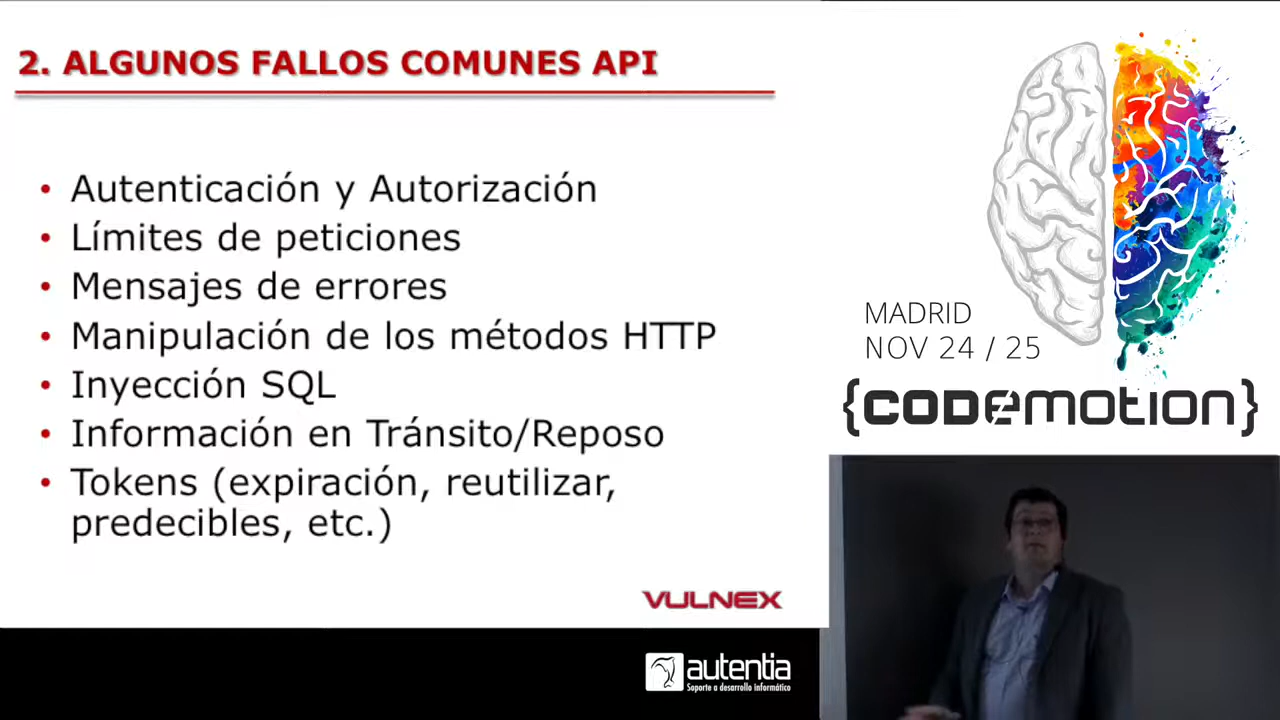 2. ALGUNOS FALLOS COMUNES API
• Autenticación y Autorización
• Límites de peticiones
• Mensajes de errores
• Manipulación de los métodos HTTP
• Inyección SQL
• Información en Tránsito/Reposo
• Tokens (expiración, reutilizar,
predecibles, etc.)
VULNEX
MADRID
NOV 24 / 25
{CODEMOTION}
autentia
Soporte a desarrollo informático